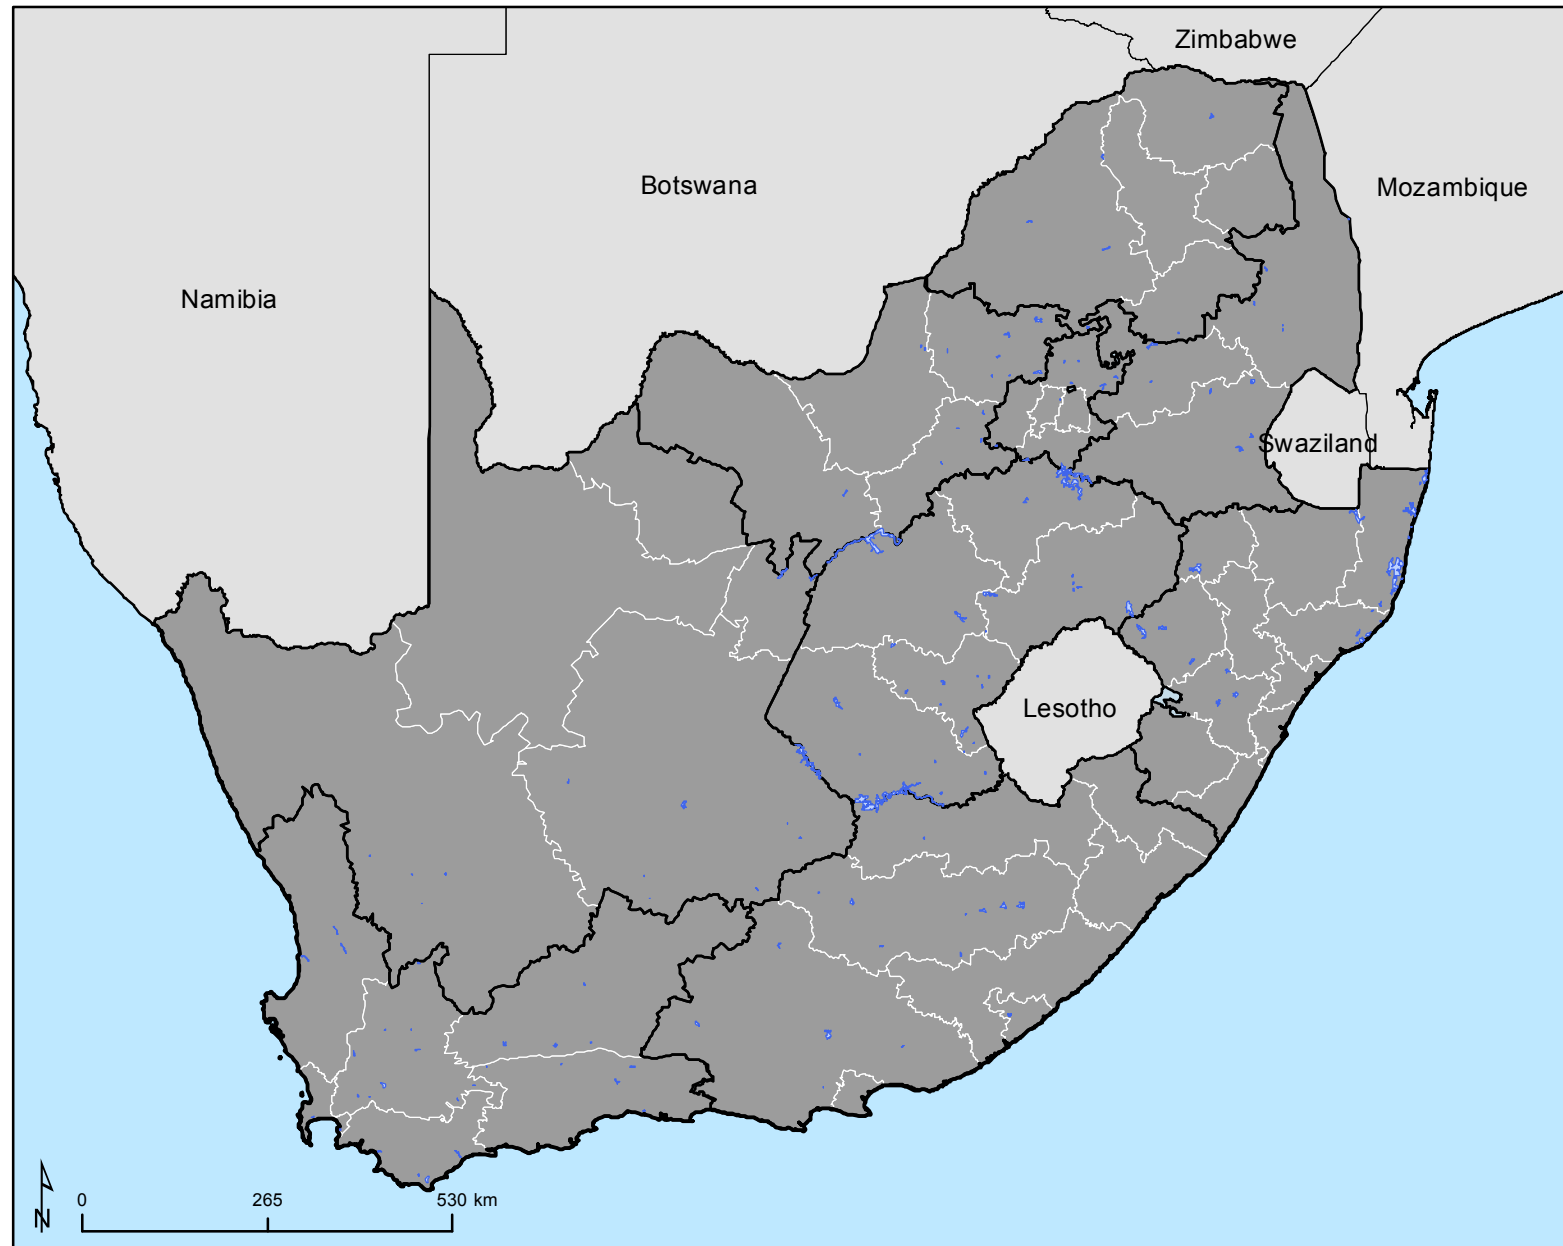 Zimbabwe
Botswana
Mozambique
Namibia
Swaziland
Lesotho
N
0 265 530 km